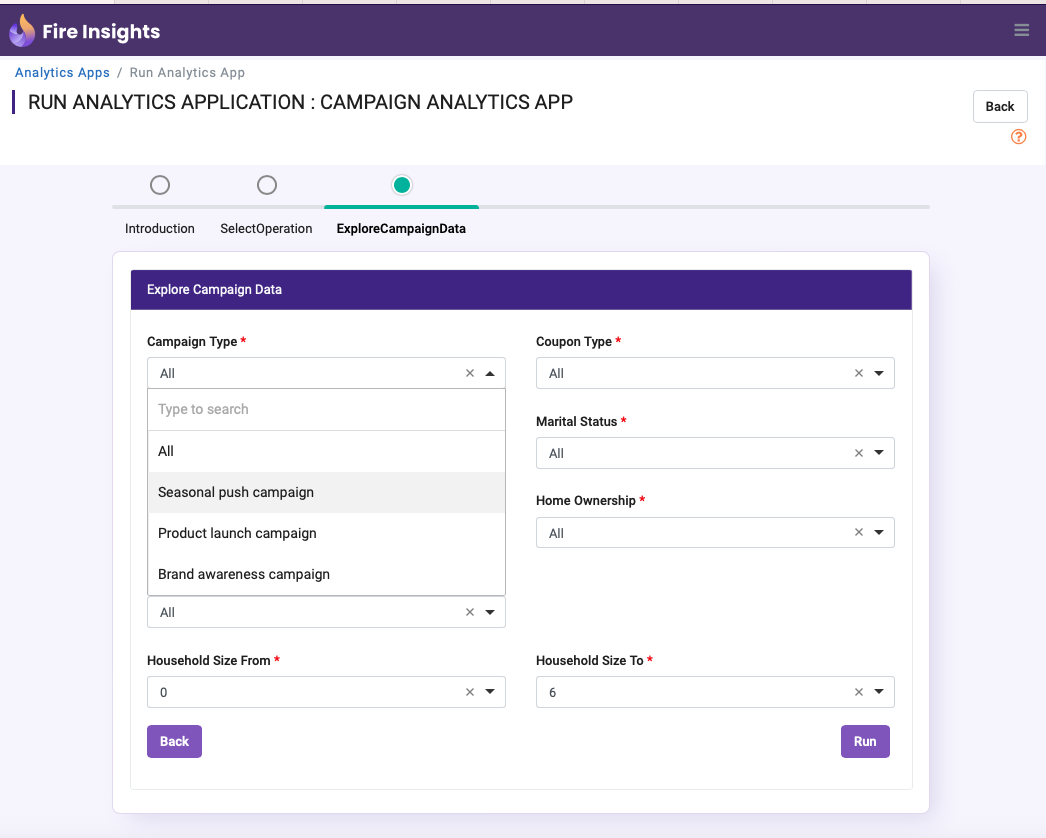 Fire Insights
Analytics Apps / Run Analytics App
RUN ANALYTICS APPLICATION : CAMPAIGN ANALYTICS APP
Back
?
Introduction SelectOperation ExploreCampaignData
Explore Campaign Data
Campaign Type * Coupon Type *
All × All ×
Type to search
Marital Status *
All
All ×
Seasonal push campaign
Home Ownership *
Product launch campaign
All ×
Brand awareness campaign
All ×
Household Size From * Household Size To *
0 × 6 ×
Back Run